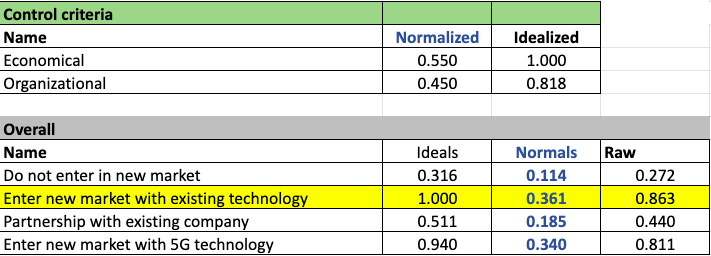 Control criteria
Name Normalized Idealized
Economical 0.550 1.000
Organizational 0.450 0.818
Overall
Name Ideals Normals Raw
Do not enter in new market 0.316 0.114 0.272
Enter new market with existing technology 1.000 0.361 0.863
Partnership with existing company 0.511 0.185 0.440
Enter new market with 5G technology 0.940 0.340 0.811